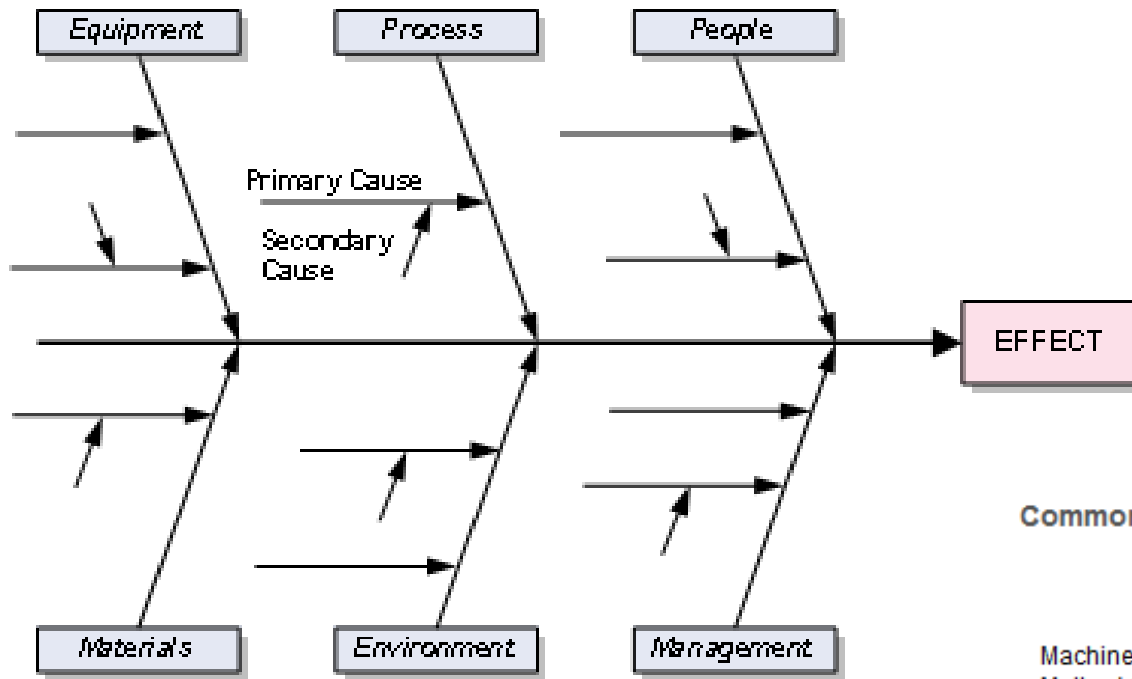 Equipment
Process
People
Primary Cause
Secondary
Cause
EFFECT
Materials
Environment
Management
Machine